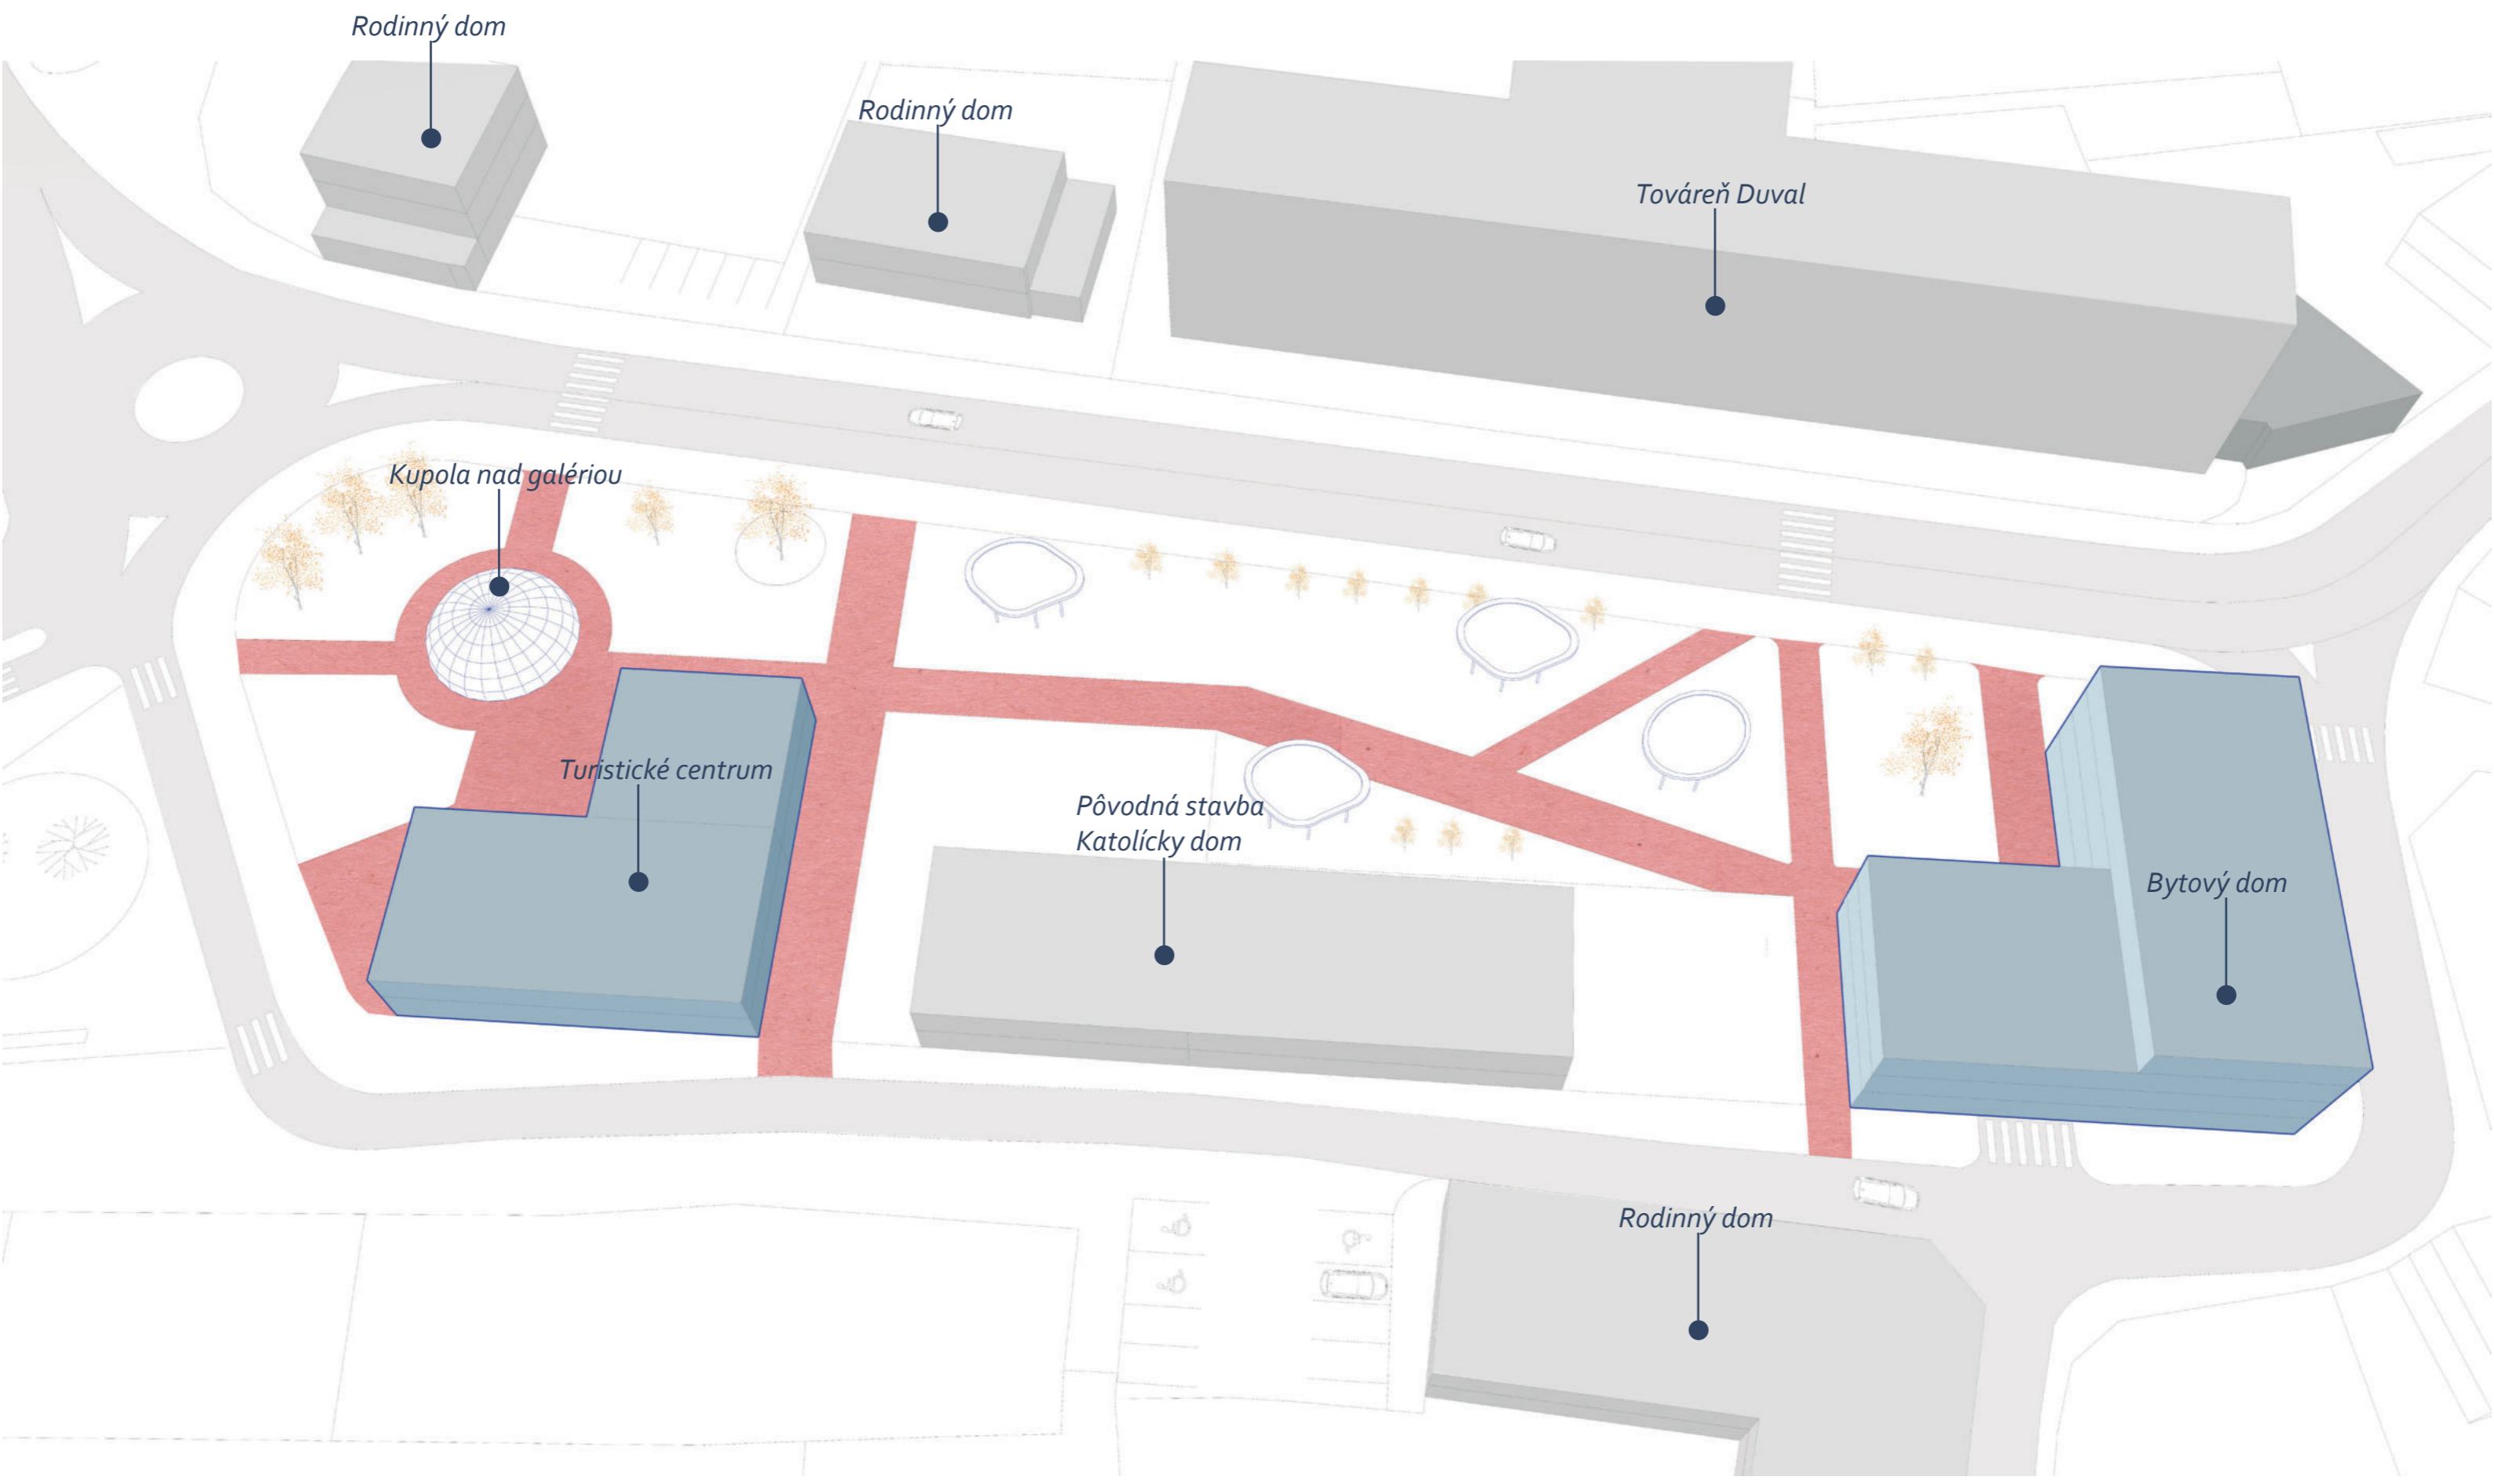 Rodinný dom
Rodinný dom
Továreň Duval
Kupola nad galériou
Turistické centrum
Pôvodná stavba
Katolícky dom
Bytový dom
Rodinný dom